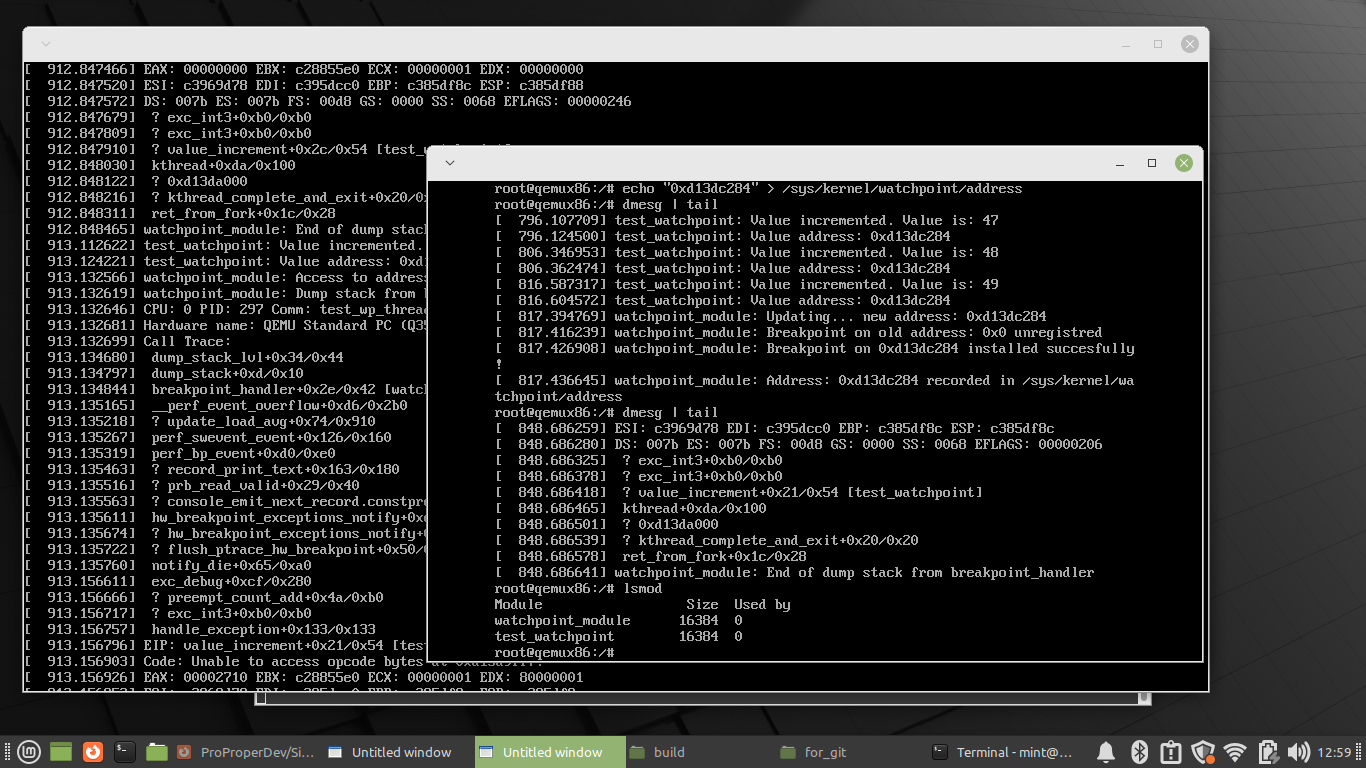 [  912.847466] EAX: 00000000 EBX: c28855e0 ECX: 00000001 EDX: 00000000
[  912.847520] ESI: c3969d78 EDI: c395dcc0 EBP: c385df8c ESP: c385df88
[  912.847572] DS: 007b ES: 007b FS: 00d8 GS: 0000 SS: 0068 EFLAGS: 00000246
[  912.847679]  ? exc_int3+0xb0/0xb0
[  912.847809]  ? exc_int3+0xb0/0xb0
[  912.847910]  ? value_increment+0x2c/0x54
[  912.848030]  kthread+0xda/0x100
[  912.848122]  ? 0xd13da000
[  912.848216]  ? kthread_complete_and_exit+0x20/0
[  912.848311]  ret_from_fork+0x1c/0x28
[  912.848465] watchpoint_module: End of dump stac
[  913.112622] test_watchpoint: Value incremented.
[  913.124221] test_watchpoint: Value address: 0xd
[  913.132566] watchpoint_module: Access to addres
[  913.132619] watchpoint_module: Dump stack from
[  913.132646] CPU: 0 PID: 297 Comm: test_wp_threa
[  913.132681] Hardware name: QEMU Standard PC (Q3
[  913.132699] Call Trace:
[  913.134680]  dump_stack_lvl+0x34/0x44
[  913.134797]  dump_stack+0xd/0x10
[  913.134844]  breakpoint_handler+0x2e/0x42 [watc
[  913.135165]  __perf_event_overflow+0xd6/0x2b0
[  913.135218]  ? update_load_avg+0x74/0x910
[  913.135267]  perf_swevent_event+0x126/0x160
[  913.135319]  perf_bp_event+0xd0/0xe0
[  913.135463]  ? record_print_text+0x163/0x180
[  913.135516]  ? prb_read_valid+0x29/0x40
[  913.135563]  ? console_emit_next_record.constpr
[  913.135611]  hw_breakpoint_exceptions_notify+0x
[  913.135674]  ? hw_breakpoint_exceptions_notify+
[  913.135722]  ? flush_ptrace_hw_breakpoint+0x50/
[  913.135760]  notify_die+0x65/0xa0
[  913.156611]  exc_debug+0xcf/0x280
[  913.156666]  ? preempt_count_add+0x4a/0xb0
[  913.156717]  ? exc_int3+0xb0/0xb0
[  913.156757]  handle_exception+0x133/0x133
[  913.156796] EIP: value_increment+0x21/0x54 [tes
[  913.156903] Code: Unable to access opcode bytes at
[  913.156926] EAX: 00002710 EBX: c28855e0 ECX: 00000001 EDX: 80000001
root@qemux86:/# echo "0xd13dc284" > /sys/kernel/watchpoint/address
root@qemux86:/# dmesg | tail
[  796.107709] test_watchpoint: Value incremented. Value is: 47
[  796.124500] test_watchpoint: Value address: 0xd13dc284
[  806.346953] test_watchpoint: Value incremented. Value is: 48
[  806.362474] test_watchpoint: Value address: 0xd13dc284
[  816.587317] test_watchpoint: Value incremented. Value is: 49
[  816.604572] test_watchpoint: Value address: 0xd13dc284
[  817.394769] watchpoint_module: Updating... new address: 0xd13dc284
[  817.416239] watchpoint_module: Breakpoint on old address: 0x0 unregistred
[  817.426908] watchpoint_module: Breakpoint on 0xd13dc284 installed succesfully
!
[  817.436645] watchpoint_module: Address: 0xd13dc284 recorded in /sys/kernel/wa
tchpoint/address
root@qemux86:/# dmesg | tail
[  848.686259] ESI: c3969d78 EDI: c395dcc0 EBP: c385df8c ESP: c385df8c
[  848.686280] DS: 007b ES: 007b FS: 00d8 GS: 0000 SS: 0068 EFLAGS: 00000206
[  848.686325]  ? exc_int3+0xb0/0xb0
[  848.686378]  ? exc_int3+0xb0/0xb0
[  848.686418]  ? value_increment+0x21/0x54 [test_watchpoint]
[  848.686465]  kthread+0xda/0x100
[  848.686501]  ? 0xd13da000
[  848.686539]  ? kthread_complete_and_exit+0x20/0x20
[  848.686578]  ret_from_fork+0x1c/0x28
[  848.686641] watchpoint_module: End of dump stack from breakpoint_handler
root@qemux86:/# lsmod
Module                  Size  Used by
watchpoint_module      16384  0
test_watchpoint        16384  0
root@qemux86:/#
ProProperDev/Si... Untitled window Untitled window build for_git Terminal - mint@... 12:59